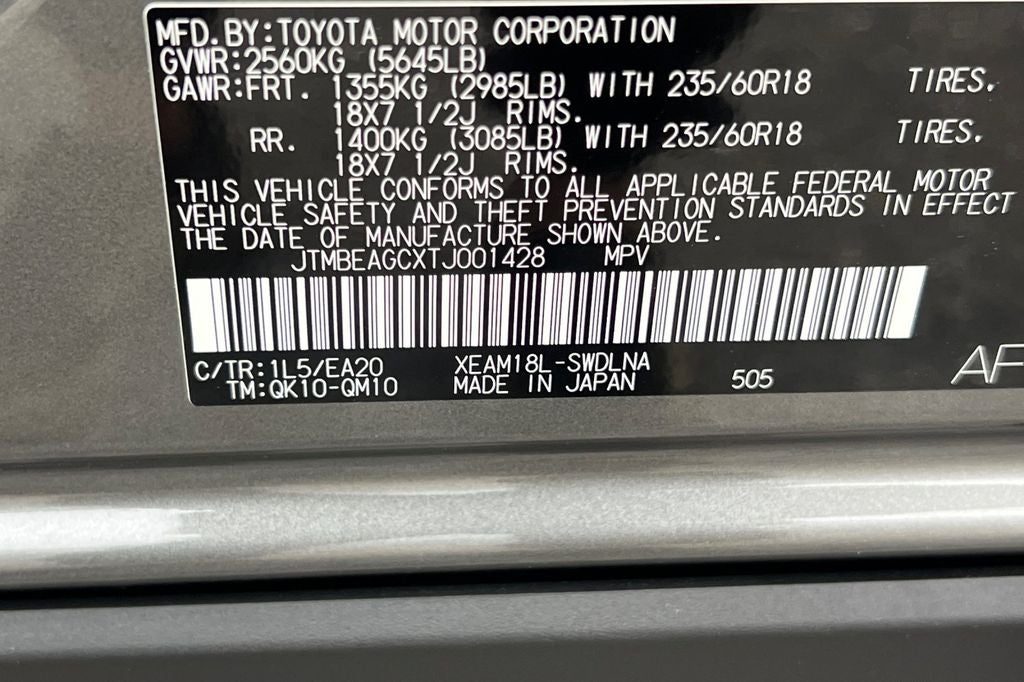 MFD.BY:TOYOTA MOTOR CORPORATION
GVWR:2560KG (5645LB)
GAWR:FRT. 1355KG (2985LB) WITH 235/60R18 TIRES.
18X7 1/2J RIMS.
RR. 1400KG (3085LB) WITH 235/60R18 TIRES.
18X7 1/2J RIMS.
THIS VEHICLE CONFORMS TO ALL APPLICABLE FEDERAL MOTOR
VEHICLE SAFETY AND THEFT PREVENTION STANDARDS IN EFFECT
THE DATE OF MANUFACTURE SHOWN ABOVE.
JTMBEAGCXTJ001428 MPV
C/TR:1L5/EA20 XEAM18L-SWDLNA
TM:QK10-QM10 MADE IN JAPAN 505
AF